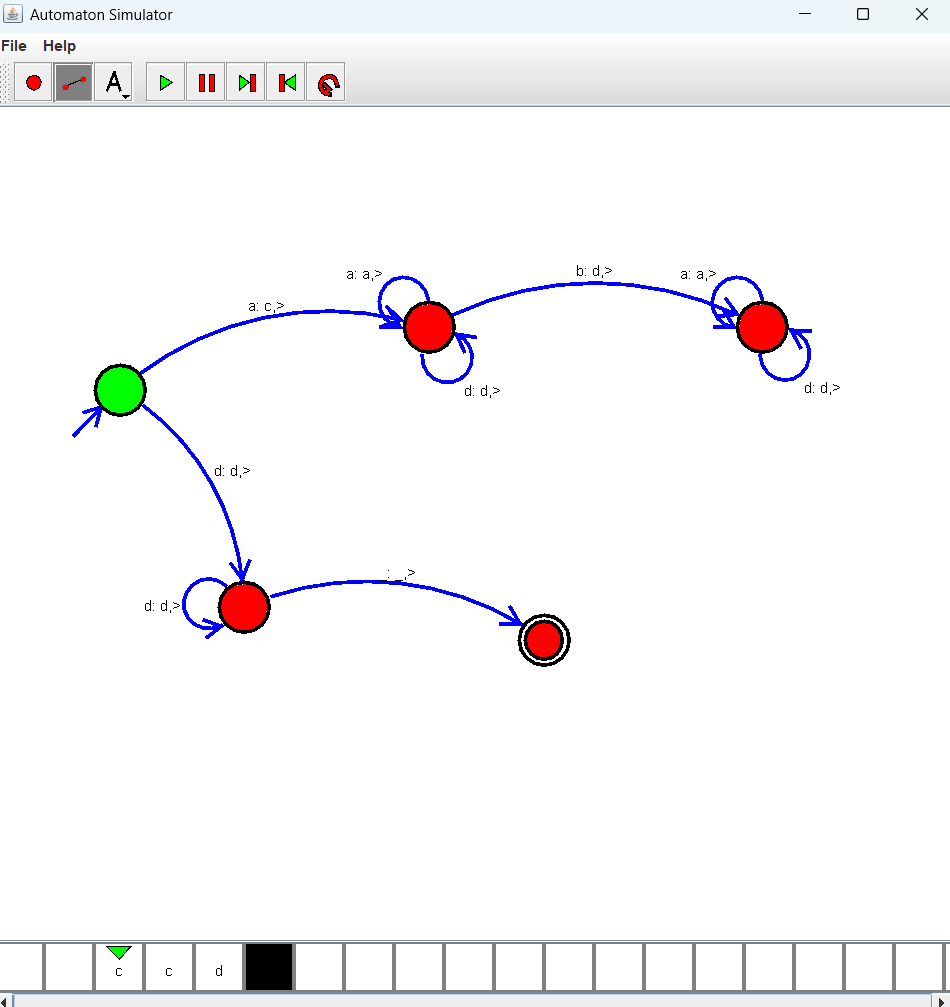 Automaton Simulator
File Help
A
a: a,>
b: d,>
a: a,>
a: c,>
d: d,>
d: d,>
d: d,>
: _,>
d: d,>
c c d